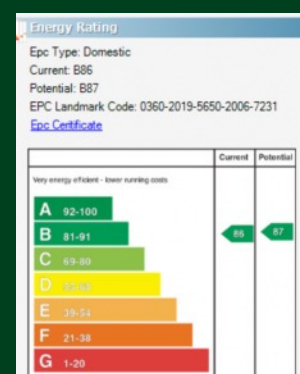 Energy Rating
Epc Type: Domestic
Current: B86
Potential: B87
EPC Landmark Code: 0360-2019-5650-2006-7231
Epc Certificate
Current Potential
Very energy efficient - lower running costs
A 92-100
B 81-91 86 87
C 69-80
D 55-68
E 39-54
F 21-38
G 1-20